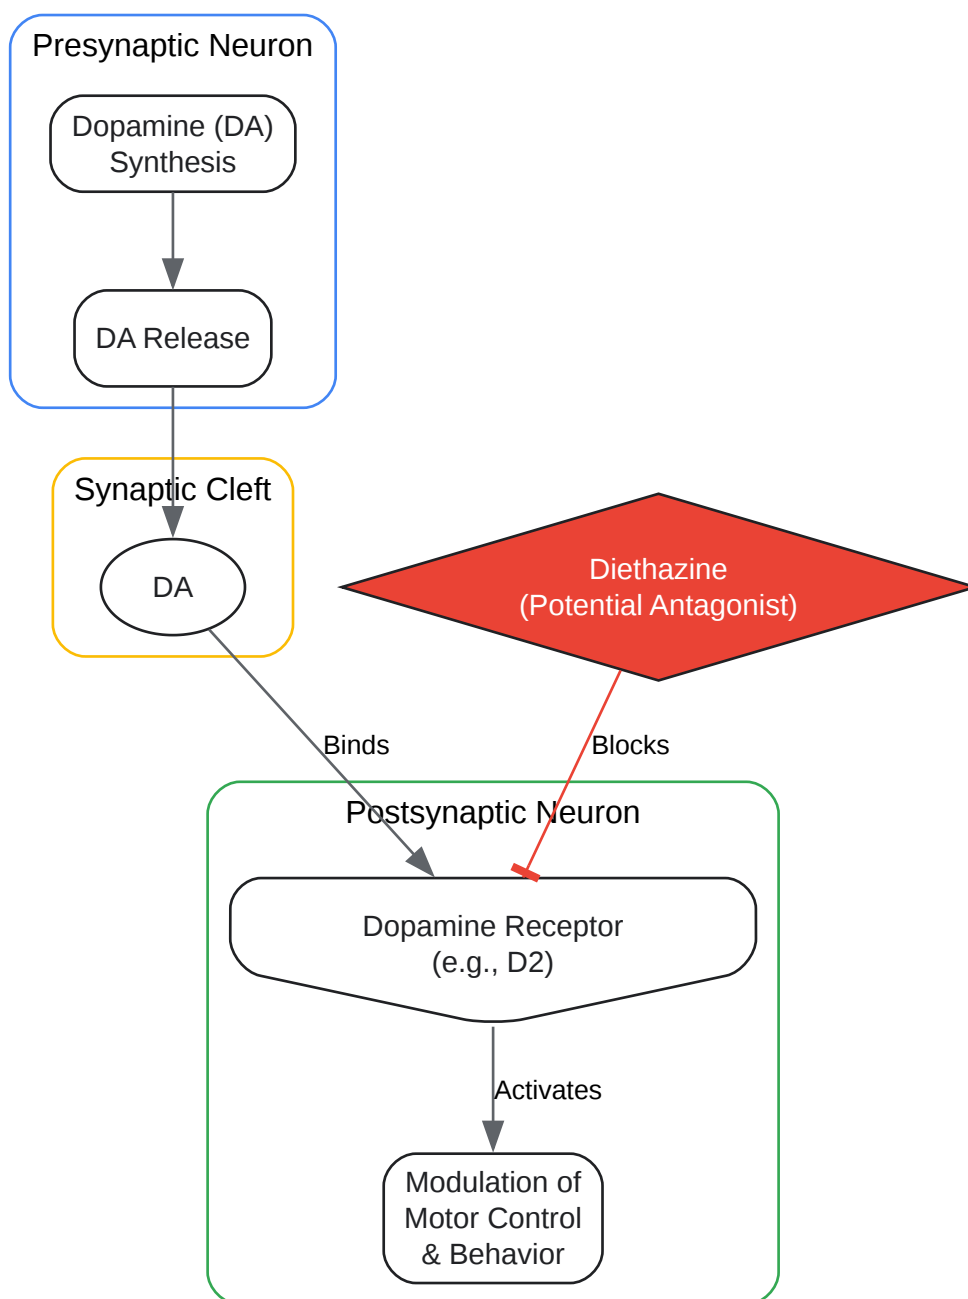 Presynaptic Neuron
Dopamine (DA)
Synthesis
DA Release
Synaptic Cleft
DA
Diethazine
(Potential Antagonist)
Binds
Blocks
Postsynaptic Neuron
Dopamine Receptor
(e.g., D2)
Activates
Modulation of
Motor Control
& Behavior